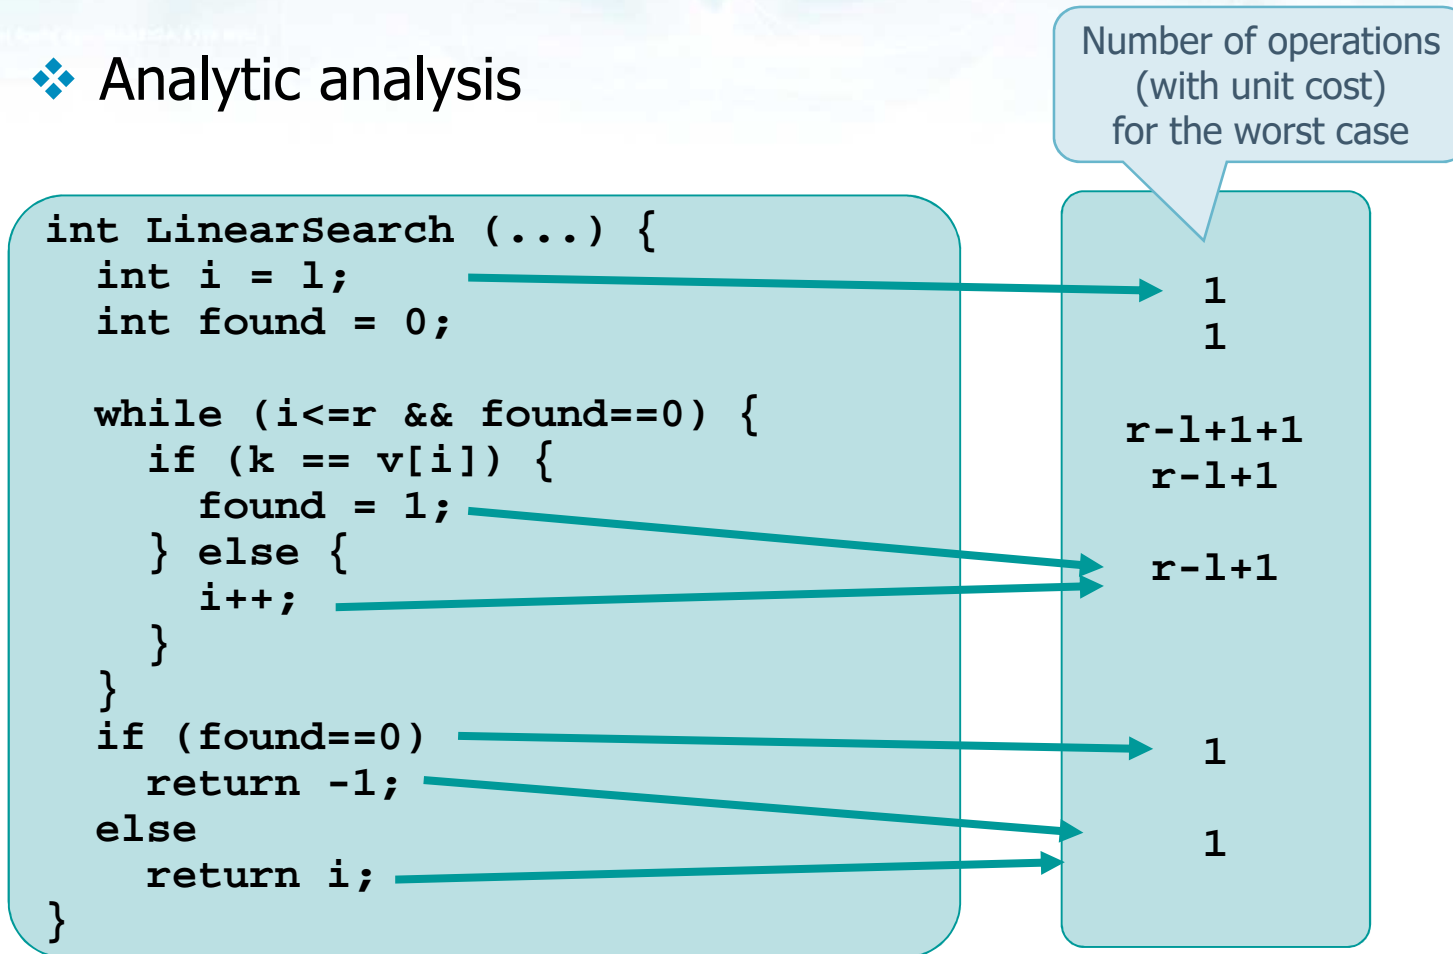 Number of operations
(with unit cost)
for the worst case
❖ Analytic analysis
int LinearSearch (...) {
int i = l;
int found = 0;
while (i<=r && found==0) {
if (k == v[i]) {
found = 1;
} else {
i++;
}
}
if (found==0)
return -1;
else
return i;
}
1
1
r-l+1+1
r-l+1
r-l+1
1
1